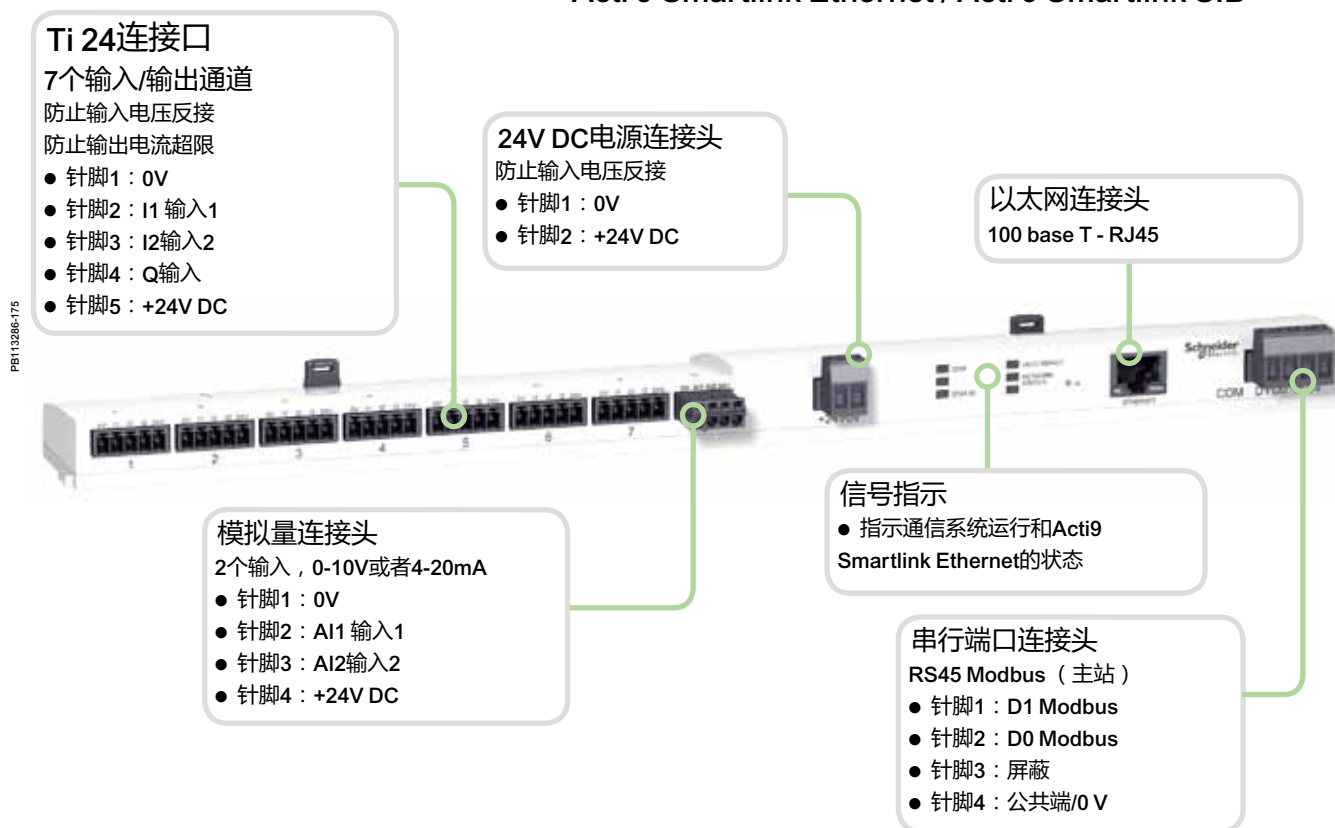 Ti 24连接口
7个输入/输出通道
防止输入电压反接
防止输出电流超限
● 针脚1：0V
● 针脚2：I1 输入1
● 针脚3：I2输入2
● 针脚4：Q输入
● 针脚5：+24V DC
24V DC电源连接头
防止输入电压反接
● 针脚1：0V
● 针脚2：+24V DC
以太网连接头
100 base T - RJ45
PB113286-175
Schneider
ETHERNET
COM
1
2
3
4
5
6
7
模拟量连接头
2个输入，0-10V或者4-20mA
● 针脚1：0V
● 针脚2：AI1 输入1
● 针脚3：AI2输入2
● 针脚4：+24V DC
信号指示
● 指示通信系统运行和Acti9
Smartlink Ethernet的状态
串行端口连接头
RS45 Modbus（主站）
● 针脚1：D1 Modbus
● 针脚2：D0 Modbus
● 针脚3：屏蔽
● 针脚4：公共端/0 V